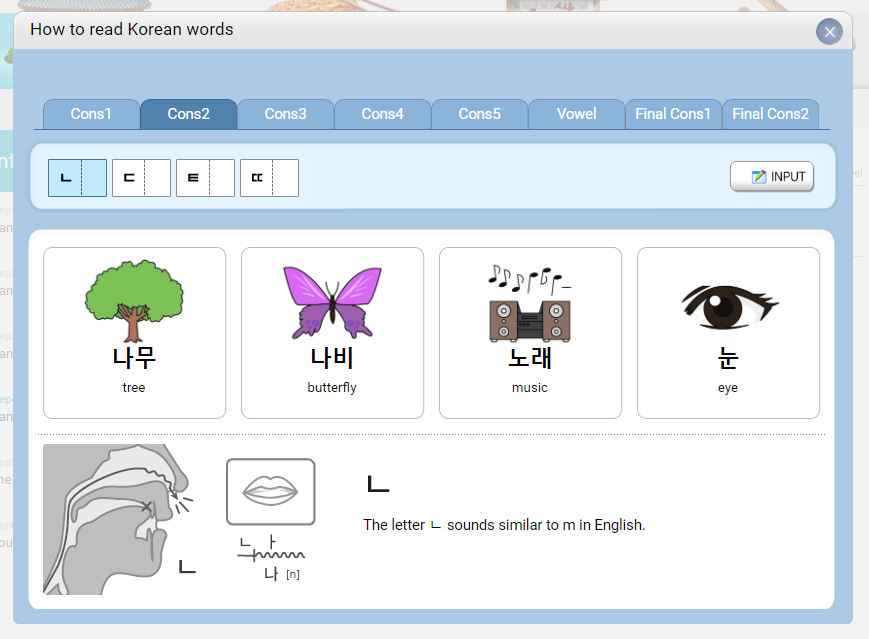 How to read Korean words
Cons1 Cons2 Cons3 Cons4 Cons5 Vowel Final Cons1 Final Cons2
ㄴ ㄷ ㅌ ㄸ INPUT
나무 나비 노래 눈
tree butterfly music eye
ㄴ
The letter ㄴ sounds similar to m in English.
ㄴ ㅏ
나 [n]
ㄴ